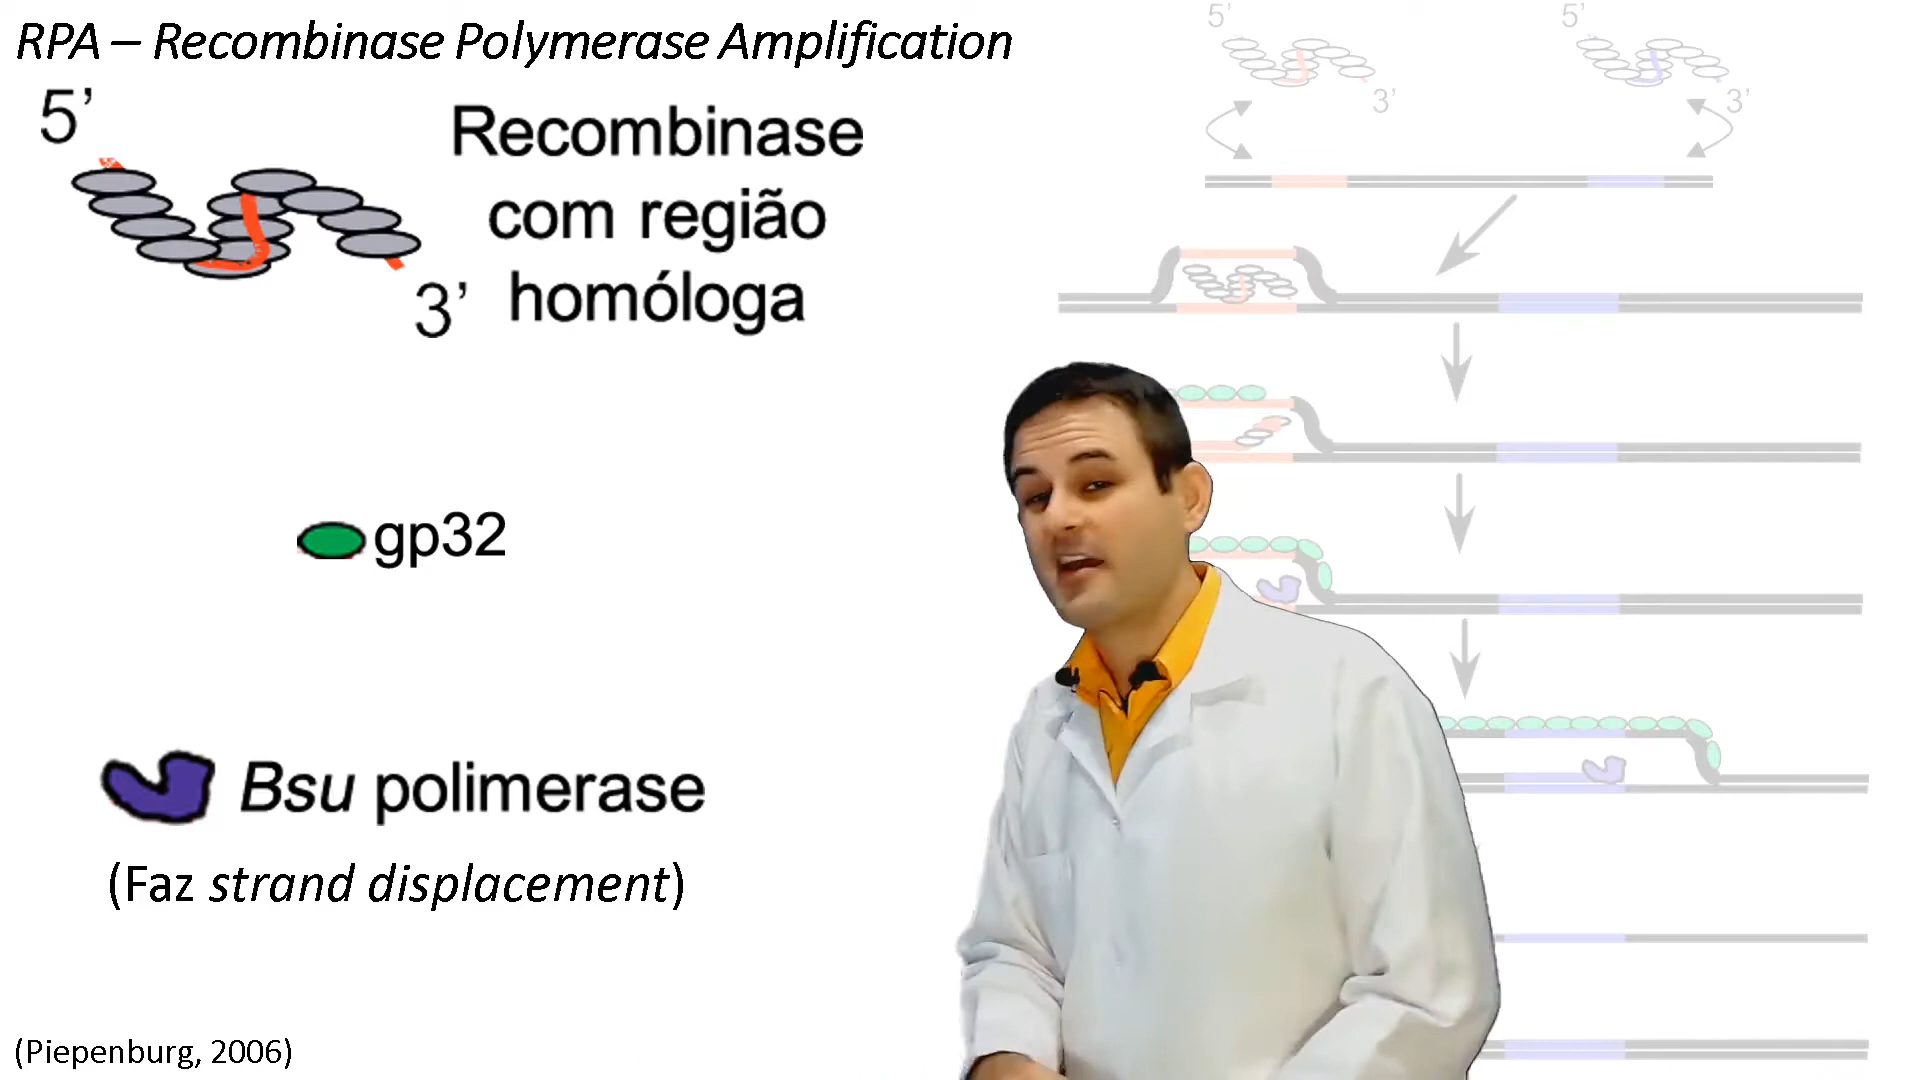 RPA – Recombinase Polymerase Amplification
5’
Recombinase
com região
homóloga
3’
gp32
Bsu polimerase
(Faz strand displacement)
(Piepenburg, 2006)
5’
5’
3’
3’